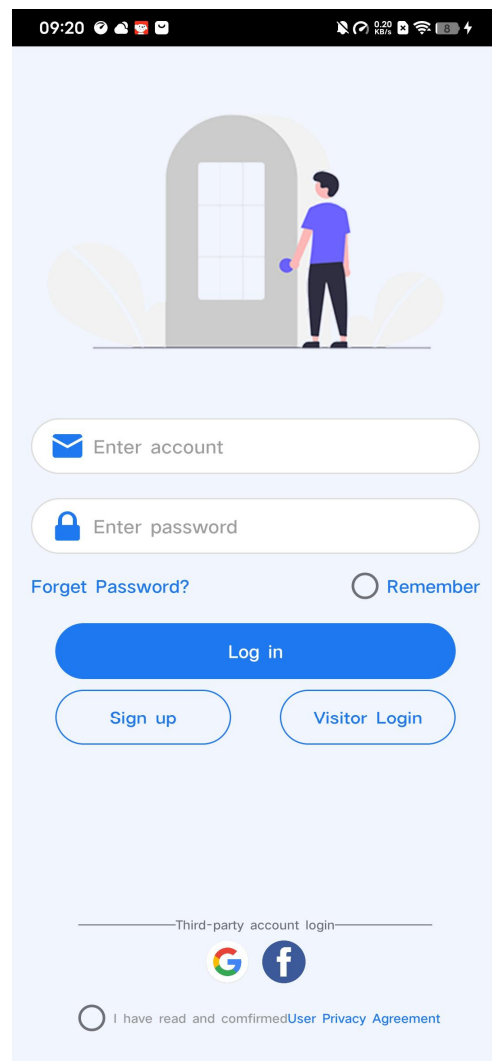 09:20 0.20 KB/s 8
Enter account
Enter password
Forget Password? Remember
Log in
Sign up Visitor Login
Third-party account login
I have read and comfirmedUser Privacy Agreement